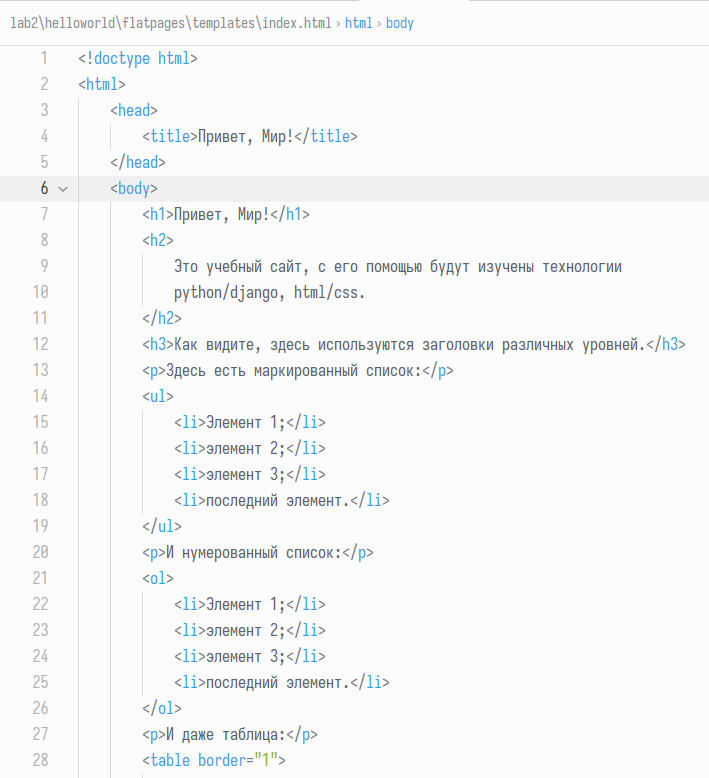 lab2\helloworld\flatpages\templates\index.html › html › body
1 <!doctype html>
2 <html>
3 <head>
4 <title>Привет, Мир!</title>
5 </head>
6 <body>
7 <h1>Привет, Мир!</h1>
8 <h2>
9 Это учебный сайт, с его помощью будут изучены технологии
10 python/django, html/css.
11 </h2>
12 <h3>Как видите, здесь используются заголовки различных уровней.</h3>
13 <p>Здесь есть маркированный список:</p>
14 <ul>
15 <li>Элемент 1;</li>
16 <li>элемент 2;</li>
17 <li>элемент 3;</li>
18 <li>последний элемент.</li>
19 </ul>
20 <p>И нумерованный список:</p>
21 <ol>
22 <li>Элемент 1;</li>
23 <li>элемент 2;</li>
24 <li>элемент 3;</li>
25 <li>последний элемент.</li>
26 </ol>
27 <p>И даже таблица:</p>
28 <table border="1">